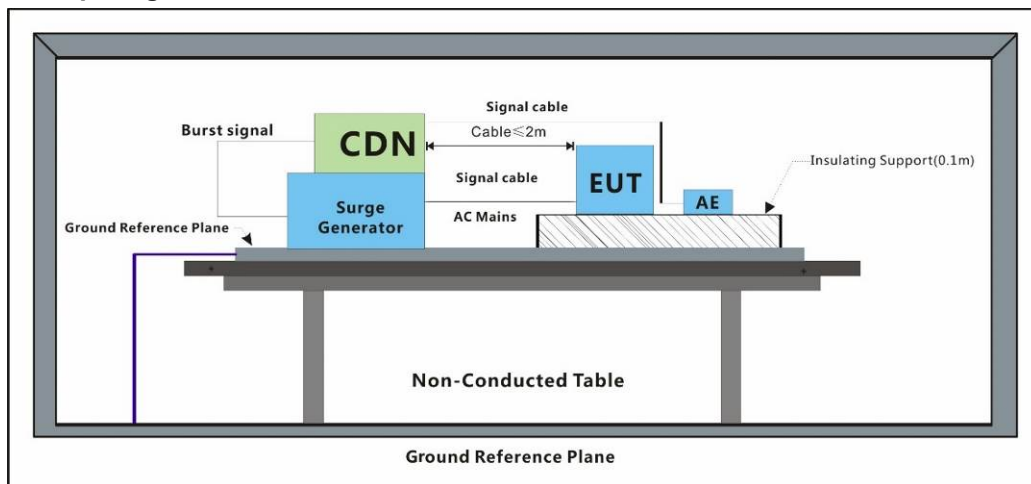 Signal cable
Burst signal
CDN
Cable≤2m
Insulating Support(0.1m)
EUT
Signal cable
AE
Surge
Generator
AC Mains
Ground Reference Plane
Non-Conducted Table
Ground Reference Plane